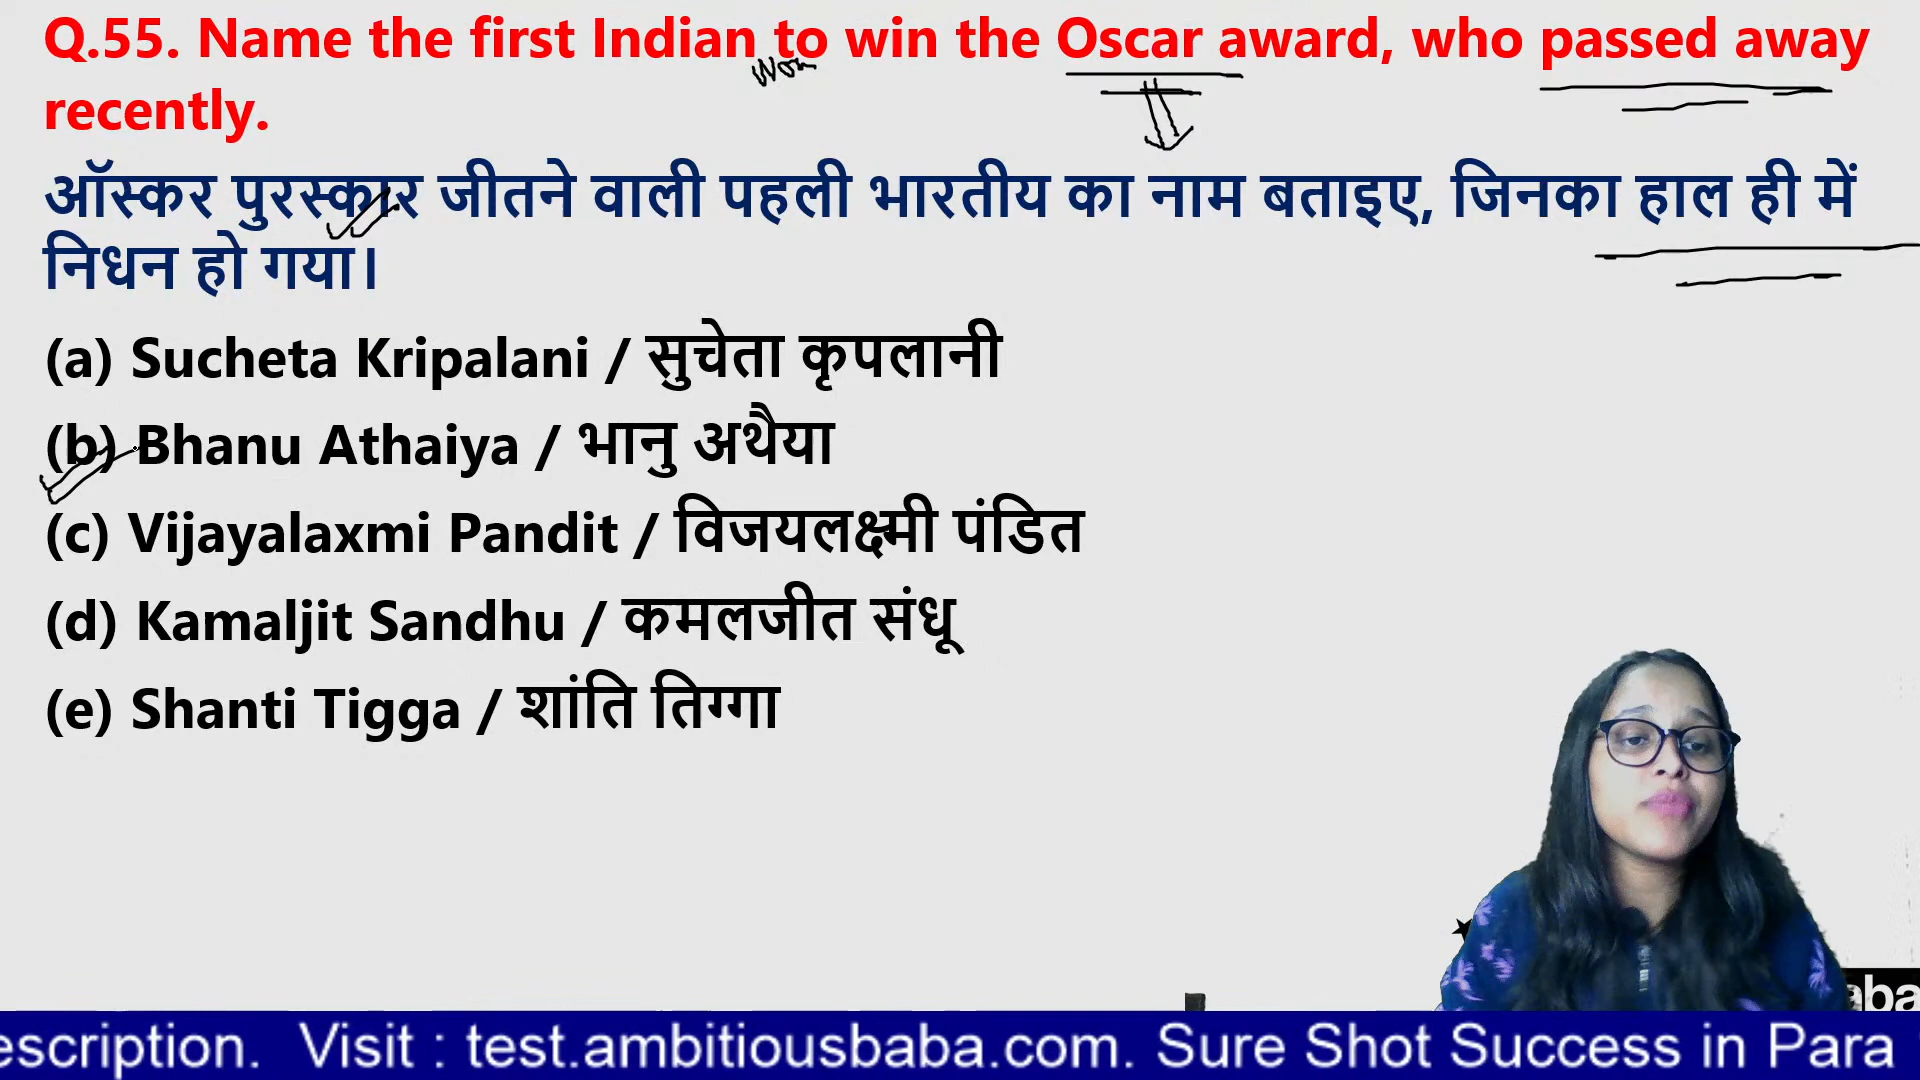 Q.55. Name the first Indian to win the Oscar award, who passed away
won
recently.
ऑस्कर पुरस्कार जीतने वाली पहली भारतीय का नाम बताइए, जिनका हाल ही में
निधन हो गया।
(a) Sucheta Kripalani / सुचेता कृपलानी
(b) Bhanu Athaiya / भानु अथैया
(c) Vijayalaxmi Pandit / विजयलक्ष्मी पंडित
(d) Kamaljit Sandhu / कमलजीत संधू
(e) Shanti Tigga / शांति तिग्गा
aba
escription. Visit : test.ambitiousbaba.com. Sure Shot Success in Para